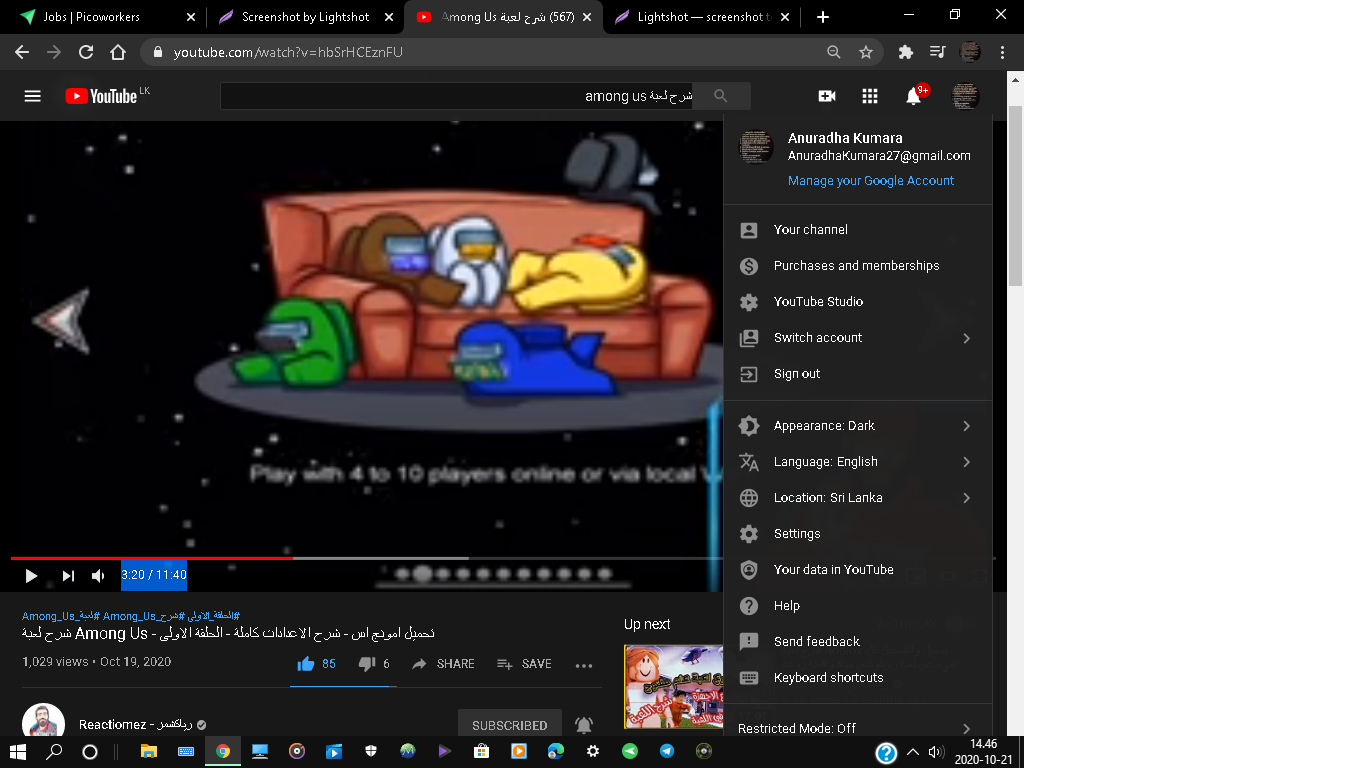 Jobs | Picoworkers
Screenshot by Lightshot
Among Us شرح لعبة (567)
Lightshot — screenshot t
youtube.com/watch?v=hbSrHCEznFU
YouTube LK
among us شرح لعبة
9+
Anuradha Kumara
AnuradhaKumara27@gmail.com
Manage your Google Account
Your channel
Purchases and memberships
YouTube Studio
Switch account
Sign out
Appearance: Dark
Language: English
Location: Sri Lanka
Settings
Your data in YouTube
Help
Send feedback
Keyboard shortcuts
Restricted Mode: Off
Play with 4 to 10 players online or via local
3:20 / 11:40
#الحلقة_الاولى #شرح_Among_Us #لعبة_Among_Us
شرح لعبة Among Us - تحميل امونج اس - شرح الاعدادات كاملة - الحلقة الاولى
1,029 views • Oct 19, 2020
85
6
SHARE
SAVE
Up next
Reactiomez - رياكشمز
SUBSCRIBED
14.46
2020-10-21